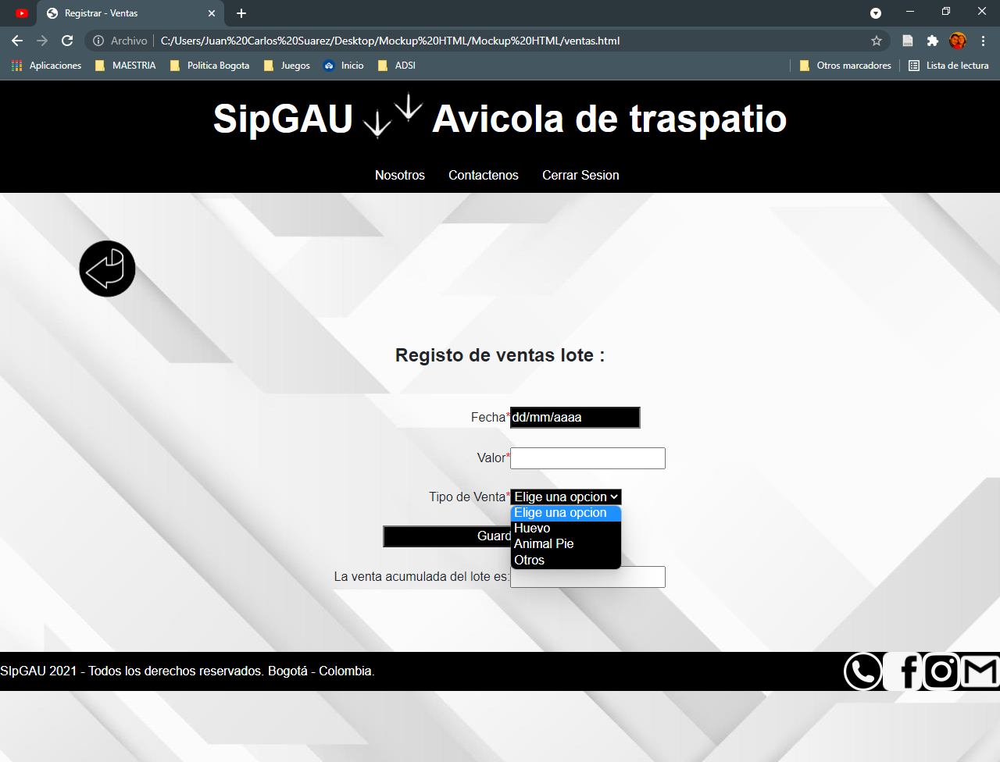 Registrar - Ventas
Archivo C:/Users/Juan%20Carlos%20Suarez/Desktop/Mockup%20HTML/Mockup%20HTML/ventas.html
Aplicaciones MAESTRIA Politica Bogota Juegos Inicio ADSI Otros marcadores Lista de lectura
SipGAU Avicola de traspatio
Nosotros Contactenos Cerrar Sesion
Registo de ventas lote :
Fecha* dd/mm/aaaa
Valor*
Tipo de Venta* Elige una opcion
Elige una opcion
Huevo
Guard
Animal Pie
Otros
La venta acumulada del lote es:
SIpGAU 2021 - Todos los derechos reservados. Bogotá - Colombia.